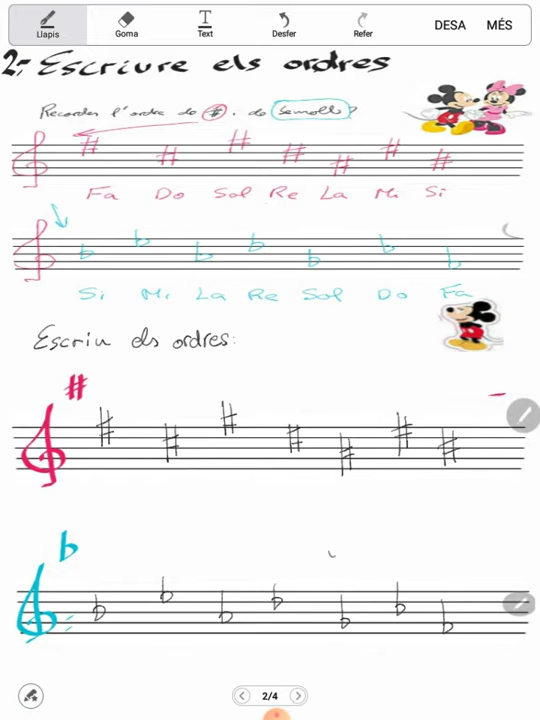 Llapis Goma Text Desfer Refer DESA MÉS
2.- Escriure els ordres
Recordes l'ordre de #, de bemolls?
Fa Do Sol Re La Mi Si
Si Mi La Re Sol Do Fa
Escriu els ordres:
#
b
2/4